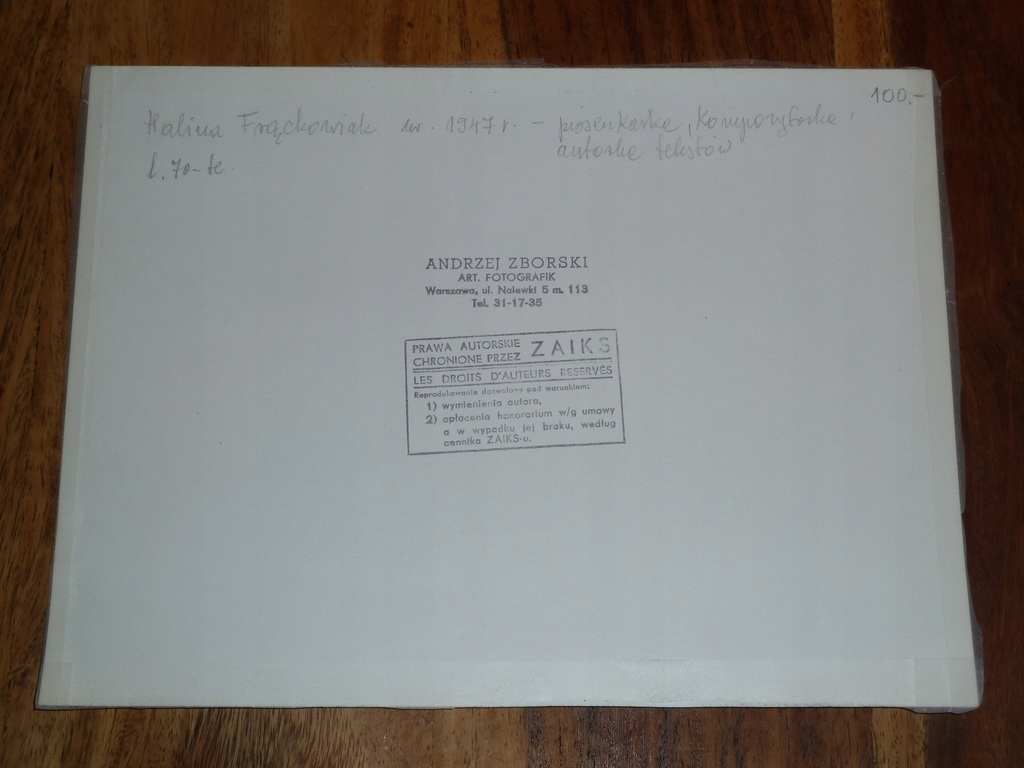 100.-
Halina Frąckowiak ur. 1947 r. - piosenkarka, kompozytorka,
autorka tekstów
l. 70-te
ANDRZEJ ZBORSKI
ART. FOTOGRAFIK
Warszawa, ul. Nalewki 5 m. 113
Tel. 31-17-35
PRAWA AUTORSKIE
CHRONIONE PRZEZ ZAIKS
LES DROITS D'AUTEURS RESERVÉS
Reprodukowanie dozwolone pod warunkiem:
1) wymienienia autora,
2) opłacenia honorarium w/g umowy
a w wypadku jej braku, według
cennika ZAIKS-u.